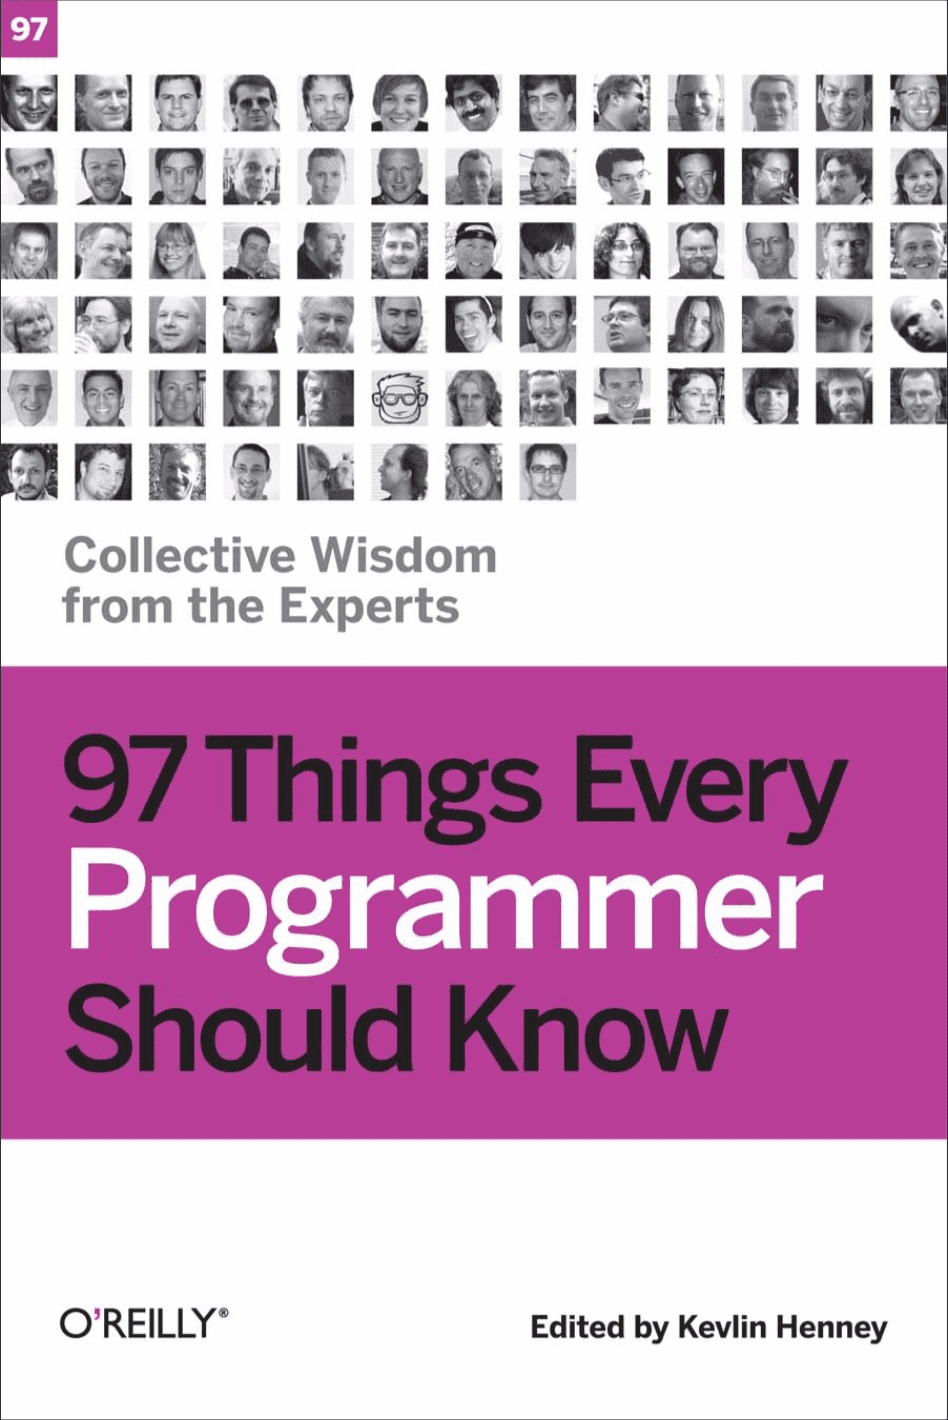 97
Collective Wisdom
from the Experts
97 Things Every
Programmer
Should Know
O'REILLY®
Edited by Kevlin Henney